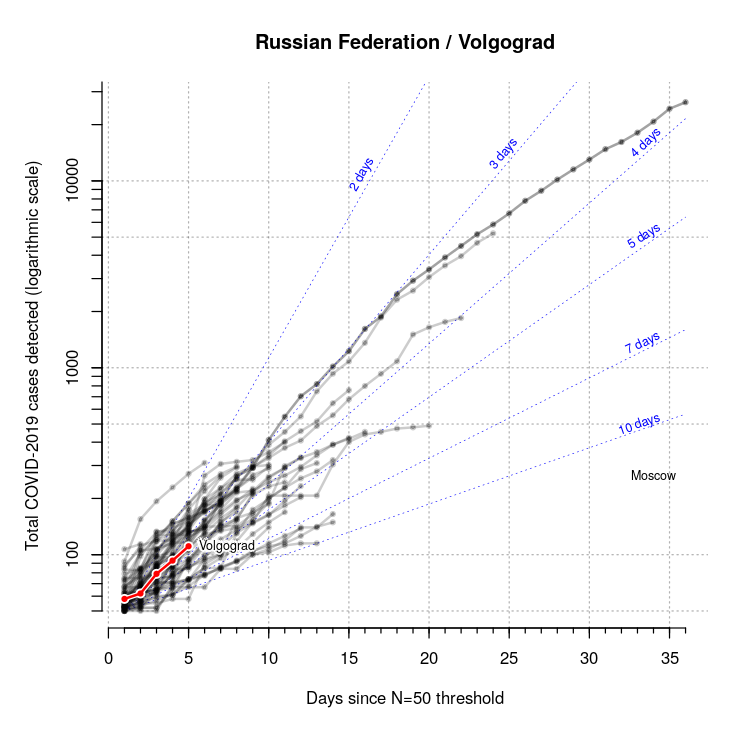 Russian Federation / Volgograd
Total COVID-2019 cases detected (logarithmic scale)
10000
1000
100
2 days
3 days
4 days
5 days
7 days
10 days
Moscow
Volgograd
0 5 10 15 20 25 30 35
Days since N=50 threshold